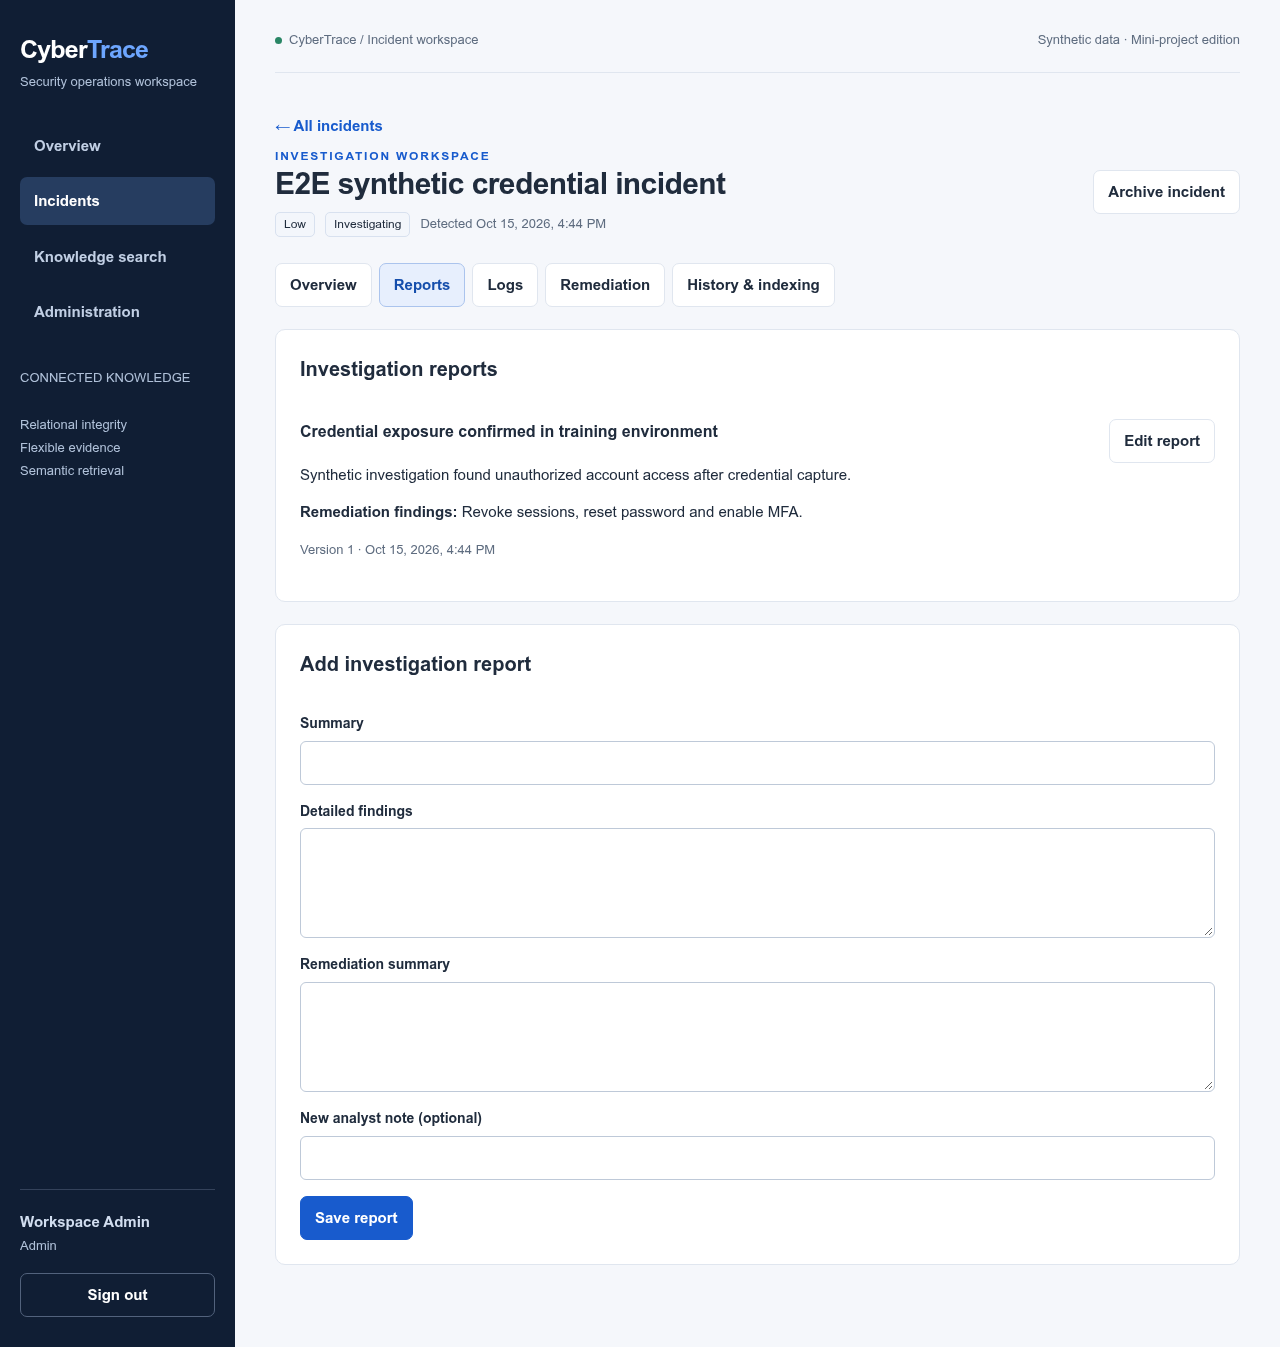 CyberTrace
Security operations workspace
Overview
Incidents
Knowledge search
Administration
CONNECTED KNOWLEDGE
Relational integrity
Flexible evidence
Semantic retrieval
Workspace Admin
Admin
Sign out
CyberTrace / Incident workspace
Synthetic data · Mini-project edition
← All incidents
INVESTIGATION WORKSPACE
E2E synthetic credential incident
Archive incident
Low Investigating Detected Oct 15, 2026, 4:44 PM
Overview Reports Logs Remediation History & indexing
Investigation reports
Credential exposure confirmed in training environment
Edit report
Synthetic investigation found unauthorized account access after credential capture.
Remediation findings: Revoke sessions, reset password and enable MFA.
Version 1 · Oct 15, 2026, 4:44 PM
Add investigation report
Summary
Detailed findings
Remediation summary
New analyst note (optional)
Save report